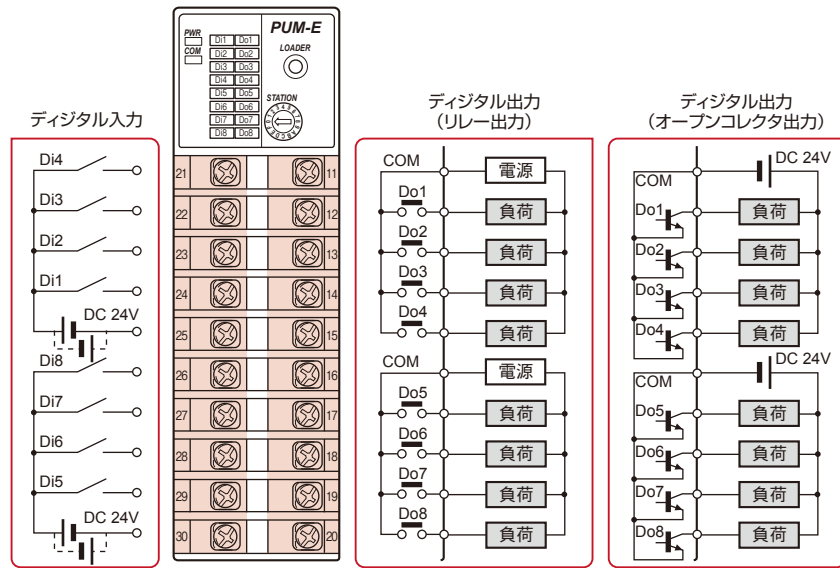 ディジタル入力
Di4
Di3
Di2
Di1
DC 24V
Di8
Di7
Di6
Di5
DC 24V
PUM-E
PWR
COM
LOADER
STATION
Di1 Do1
Di2 Do2
Di3 Do3
Di4 Do4
Di5 Do5
Di6 Do6
Di7 Do7
Di8 Do8
21 11
22 12
23 13
24 14
25 15
26 16
27 17
28 18
29 19
30 20
ディジタル出力
(リレー出力)
COM 電源
Do1 負荷
Do2 負荷
Do3 負荷
Do4 負荷
COM 電源
Do5 負荷
Do6 負荷
Do7 負荷
Do8 負荷
ディジタル出力
(オープンコレクタ出力)
DC 24V
COM
Do1 負荷
Do2 負荷
Do3 負荷
Do4 負荷
DC 24V
COM
Do5 負荷
Do6 負荷
Do7 負荷
Do8 負荷